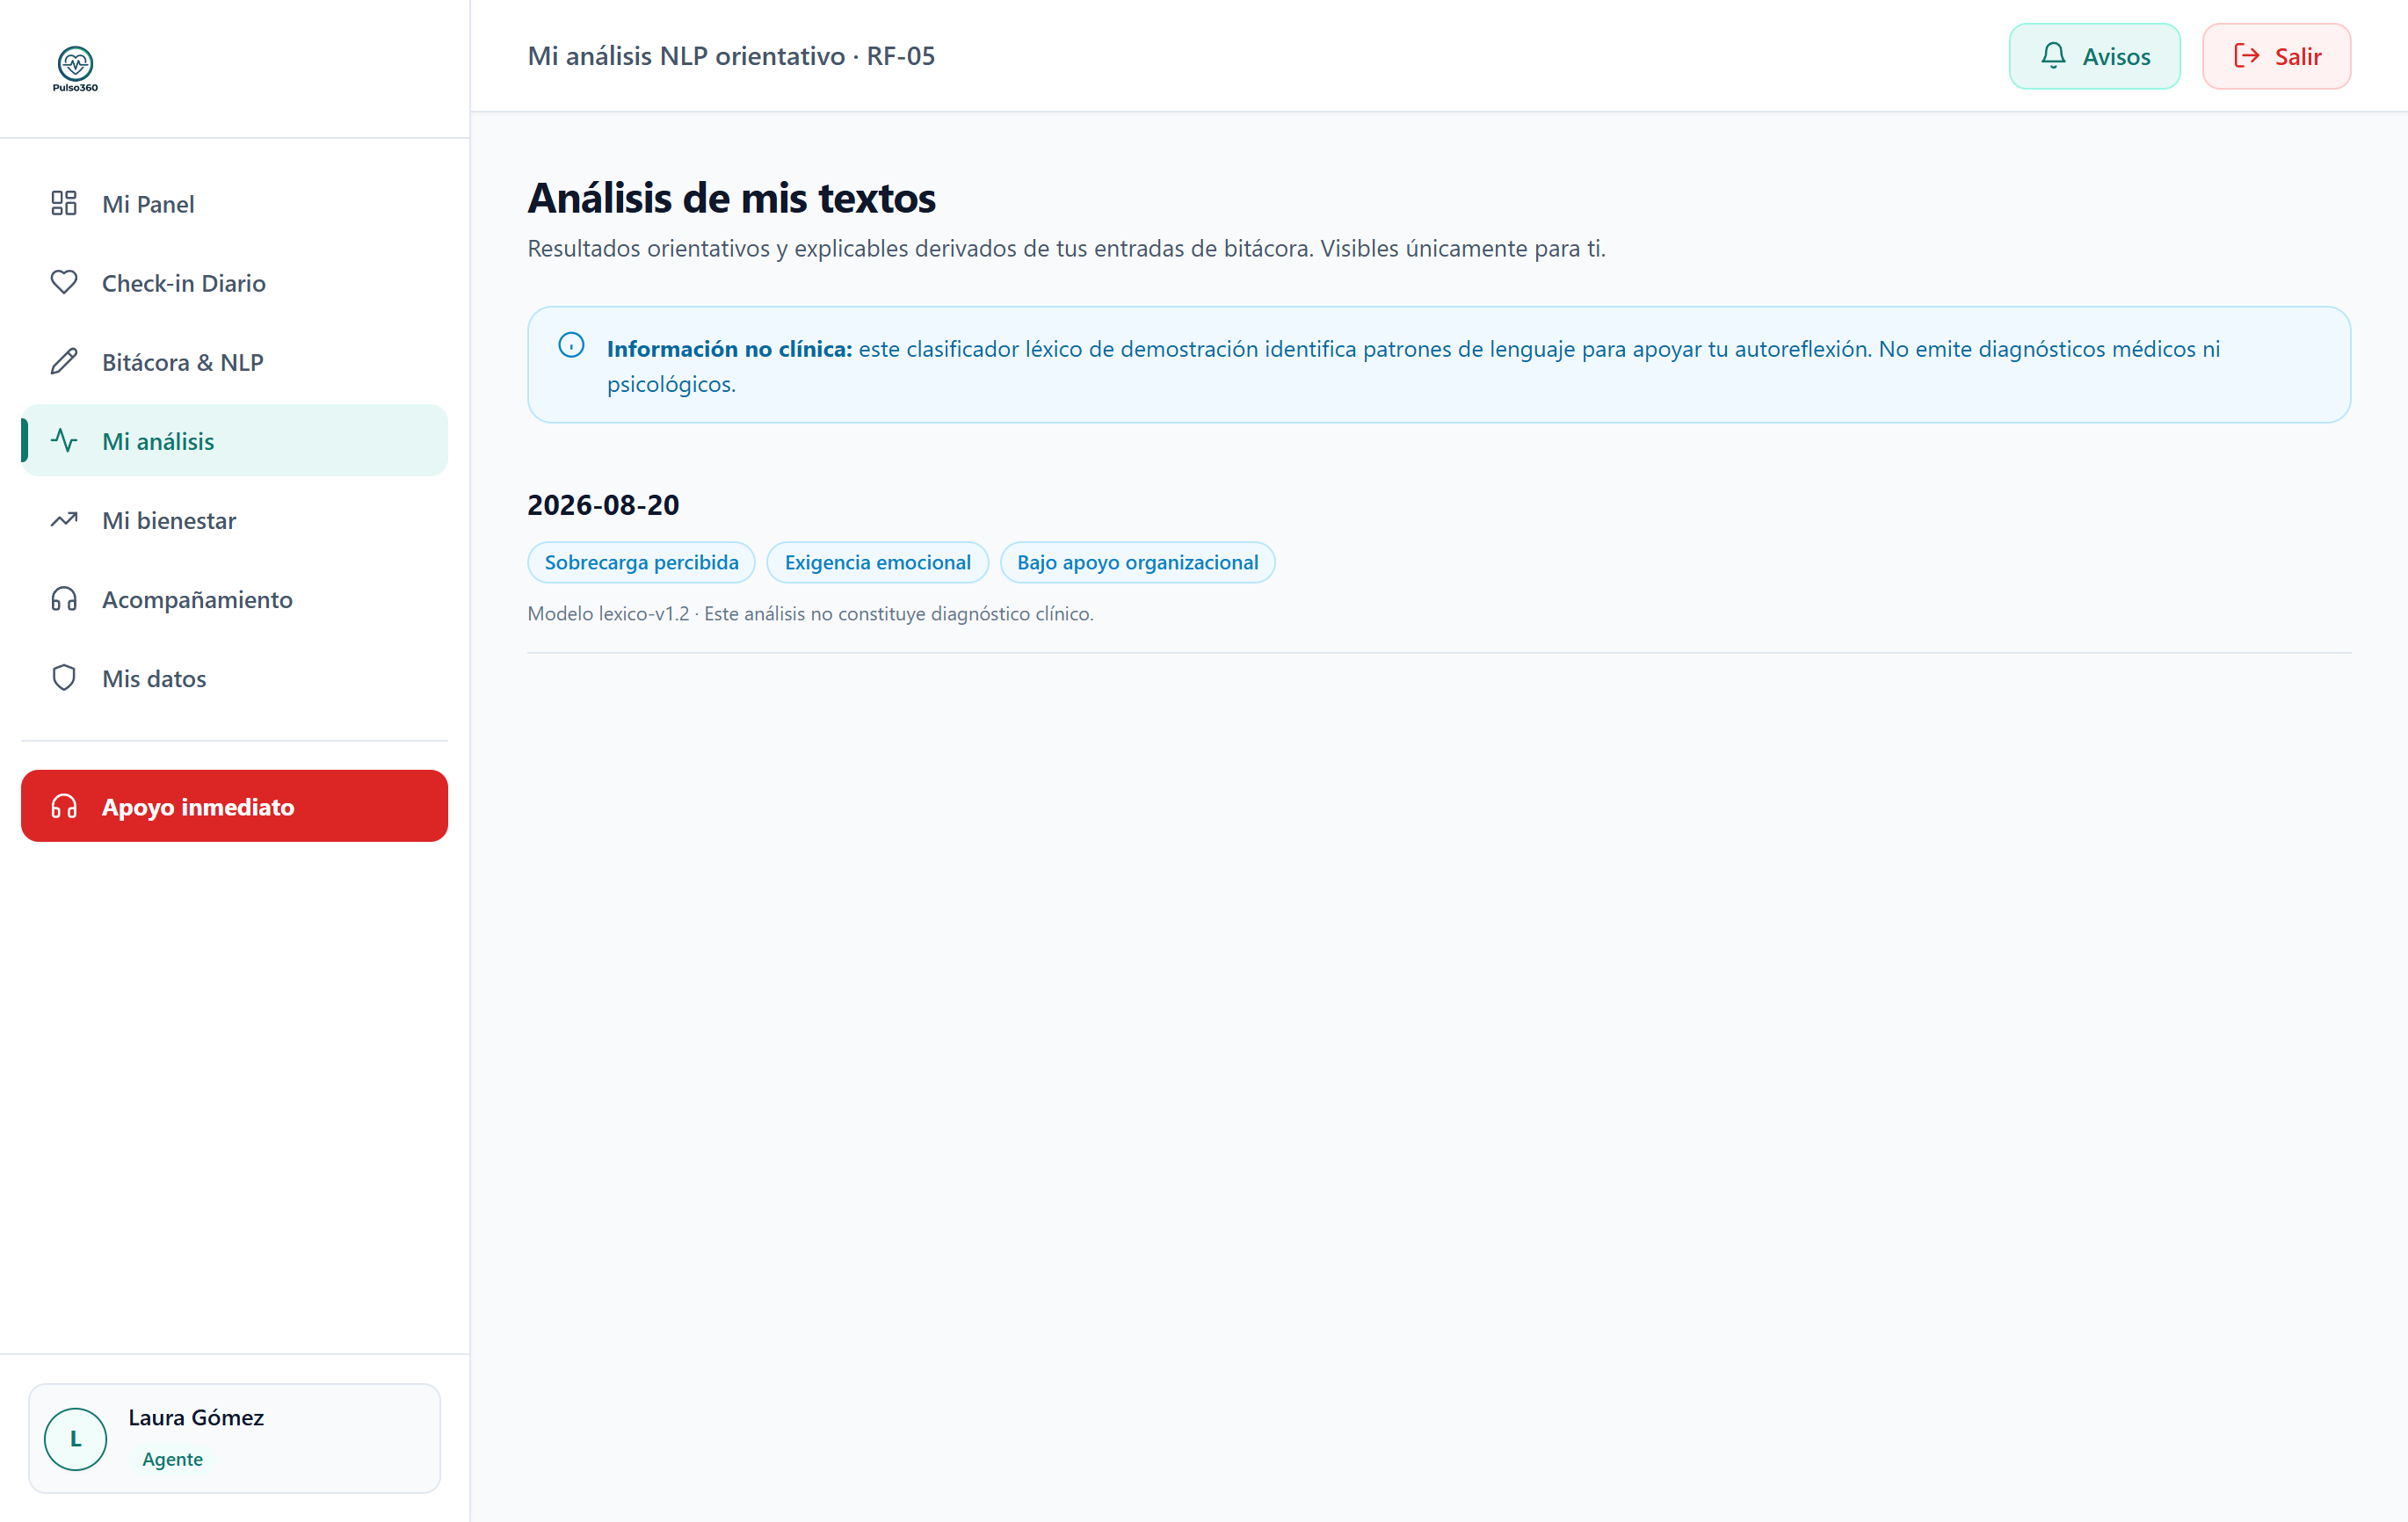 Pulso360
Mi Panel
Check-in Diario
Bitácora & NLP
Mi análisis
Mi bienestar
Acompañamiento
Mis datos
Apoyo inmediato
L
Laura Gómez
Agente
Mi análisis NLP orientativo · RF-05
Avisos
Salir
Análisis de mis textos
Resultados orientativos y explicables derivados de tus entradas de bitácora. Visibles únicamente para ti.
Información no clínica: este clasificador léxico de demostración identifica patrones de lenguaje para apoyar tu autoreflexión. No emite diagnósticos médicos ni
psicológicos.
2026-08-20
Sobrecarga percibida
Exigencia emocional
Bajo apoyo organizacional
Modelo lexico-v1.2 · Este análisis no constituye diagnóstico clínico.